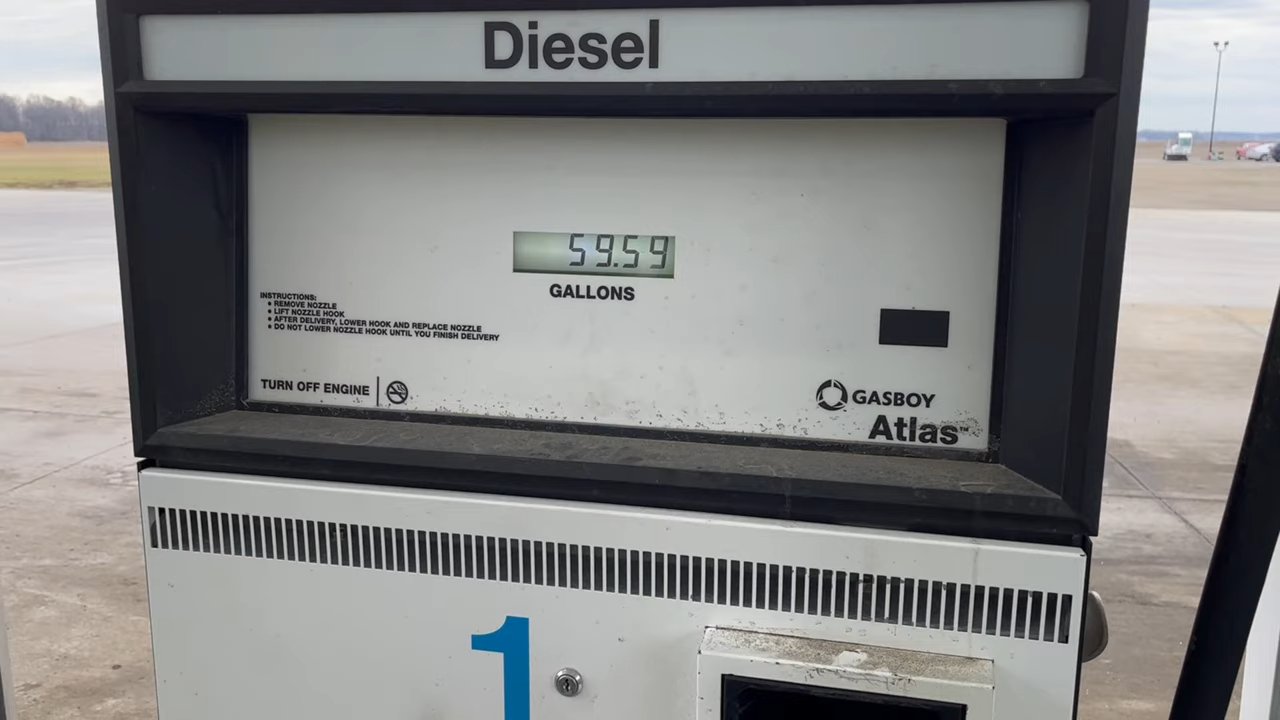 Diesel
59.59
GALLONS
INSTRUCTIONS:
• REMOVE NOZZLE
• LIFT NOZZLE HOOK
• AFTER DELIVERY, LOWER HOOK AND REPLACE NOZZLE
• DO NOT LOWER NOZZLE HOOK UNTIL YOU FINISH DELIVERY
TURN OFF ENGINE
GASBOY
Atlas™
1